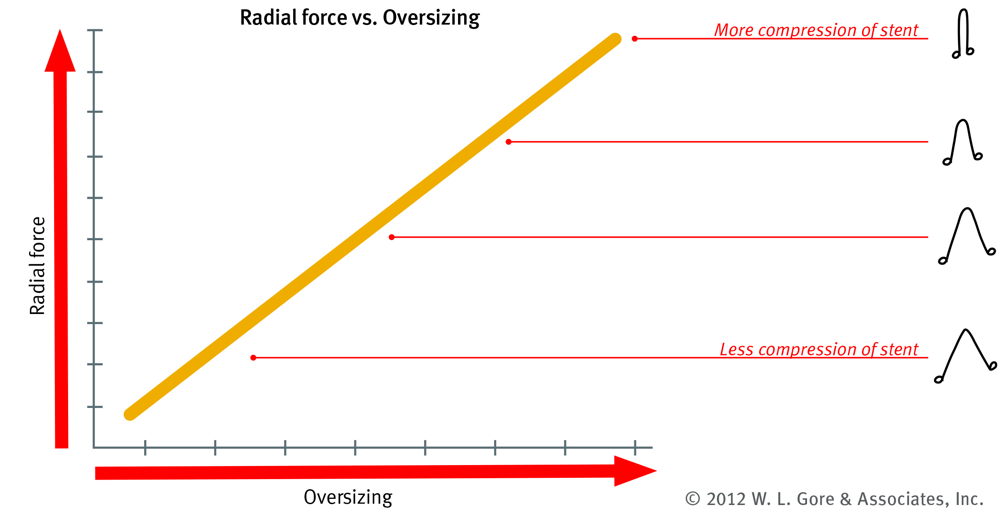 Radial force vs. Oversizing
More compression of stent
Radial force
Less compression of stent
Oversizing
© 2012 W. L. Gore & Associates, Inc.